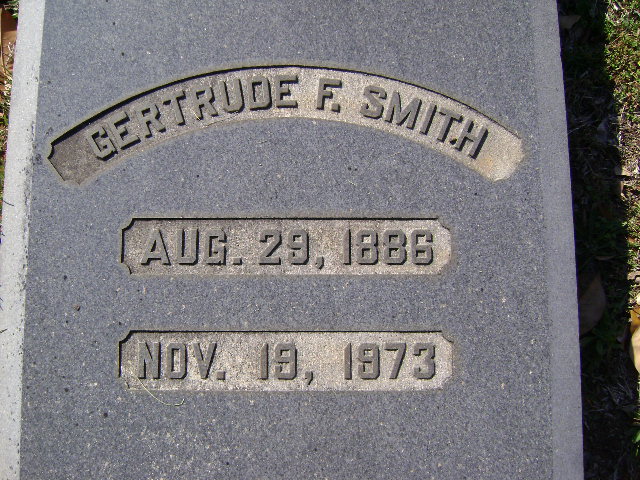 GERTRUDE F. SMITH
AUG. 29, 1886
NOV. 19, 1973